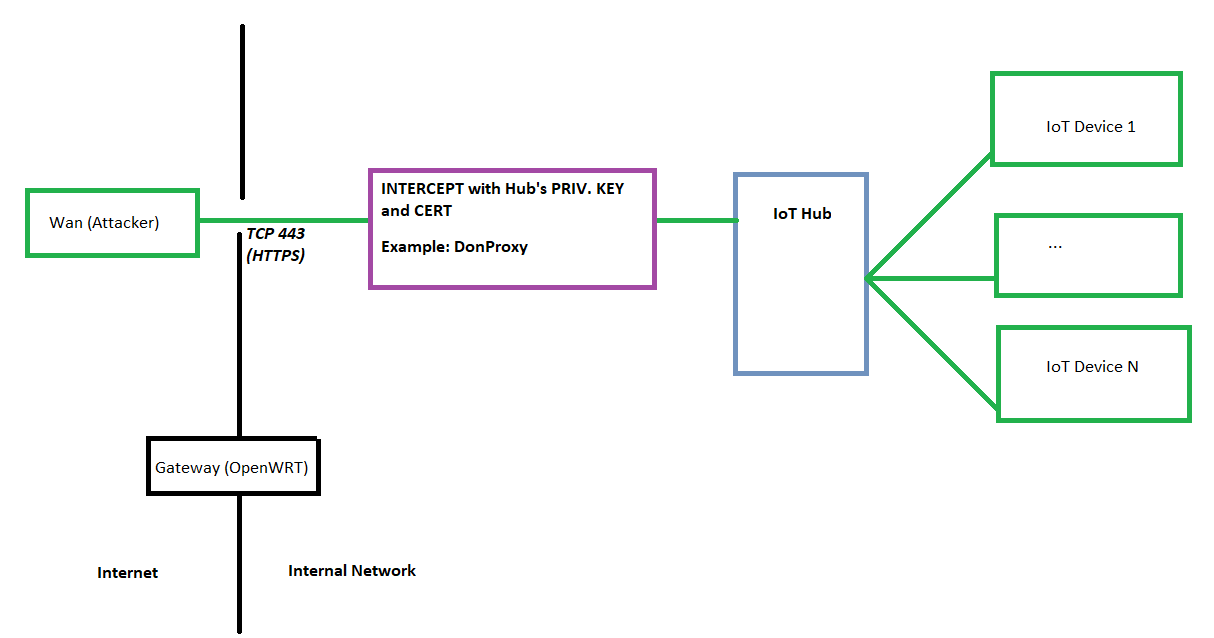 Wan (Attacker)
TCP 443
(HTTPS)
INTERCEPT with Hub's PRIV. KEY
and CERT
Example: DonProxy
IoT Hub
IoT Device 1
...
IoT Device N
Gateway (OpenWRT)
Internet
Internal Network